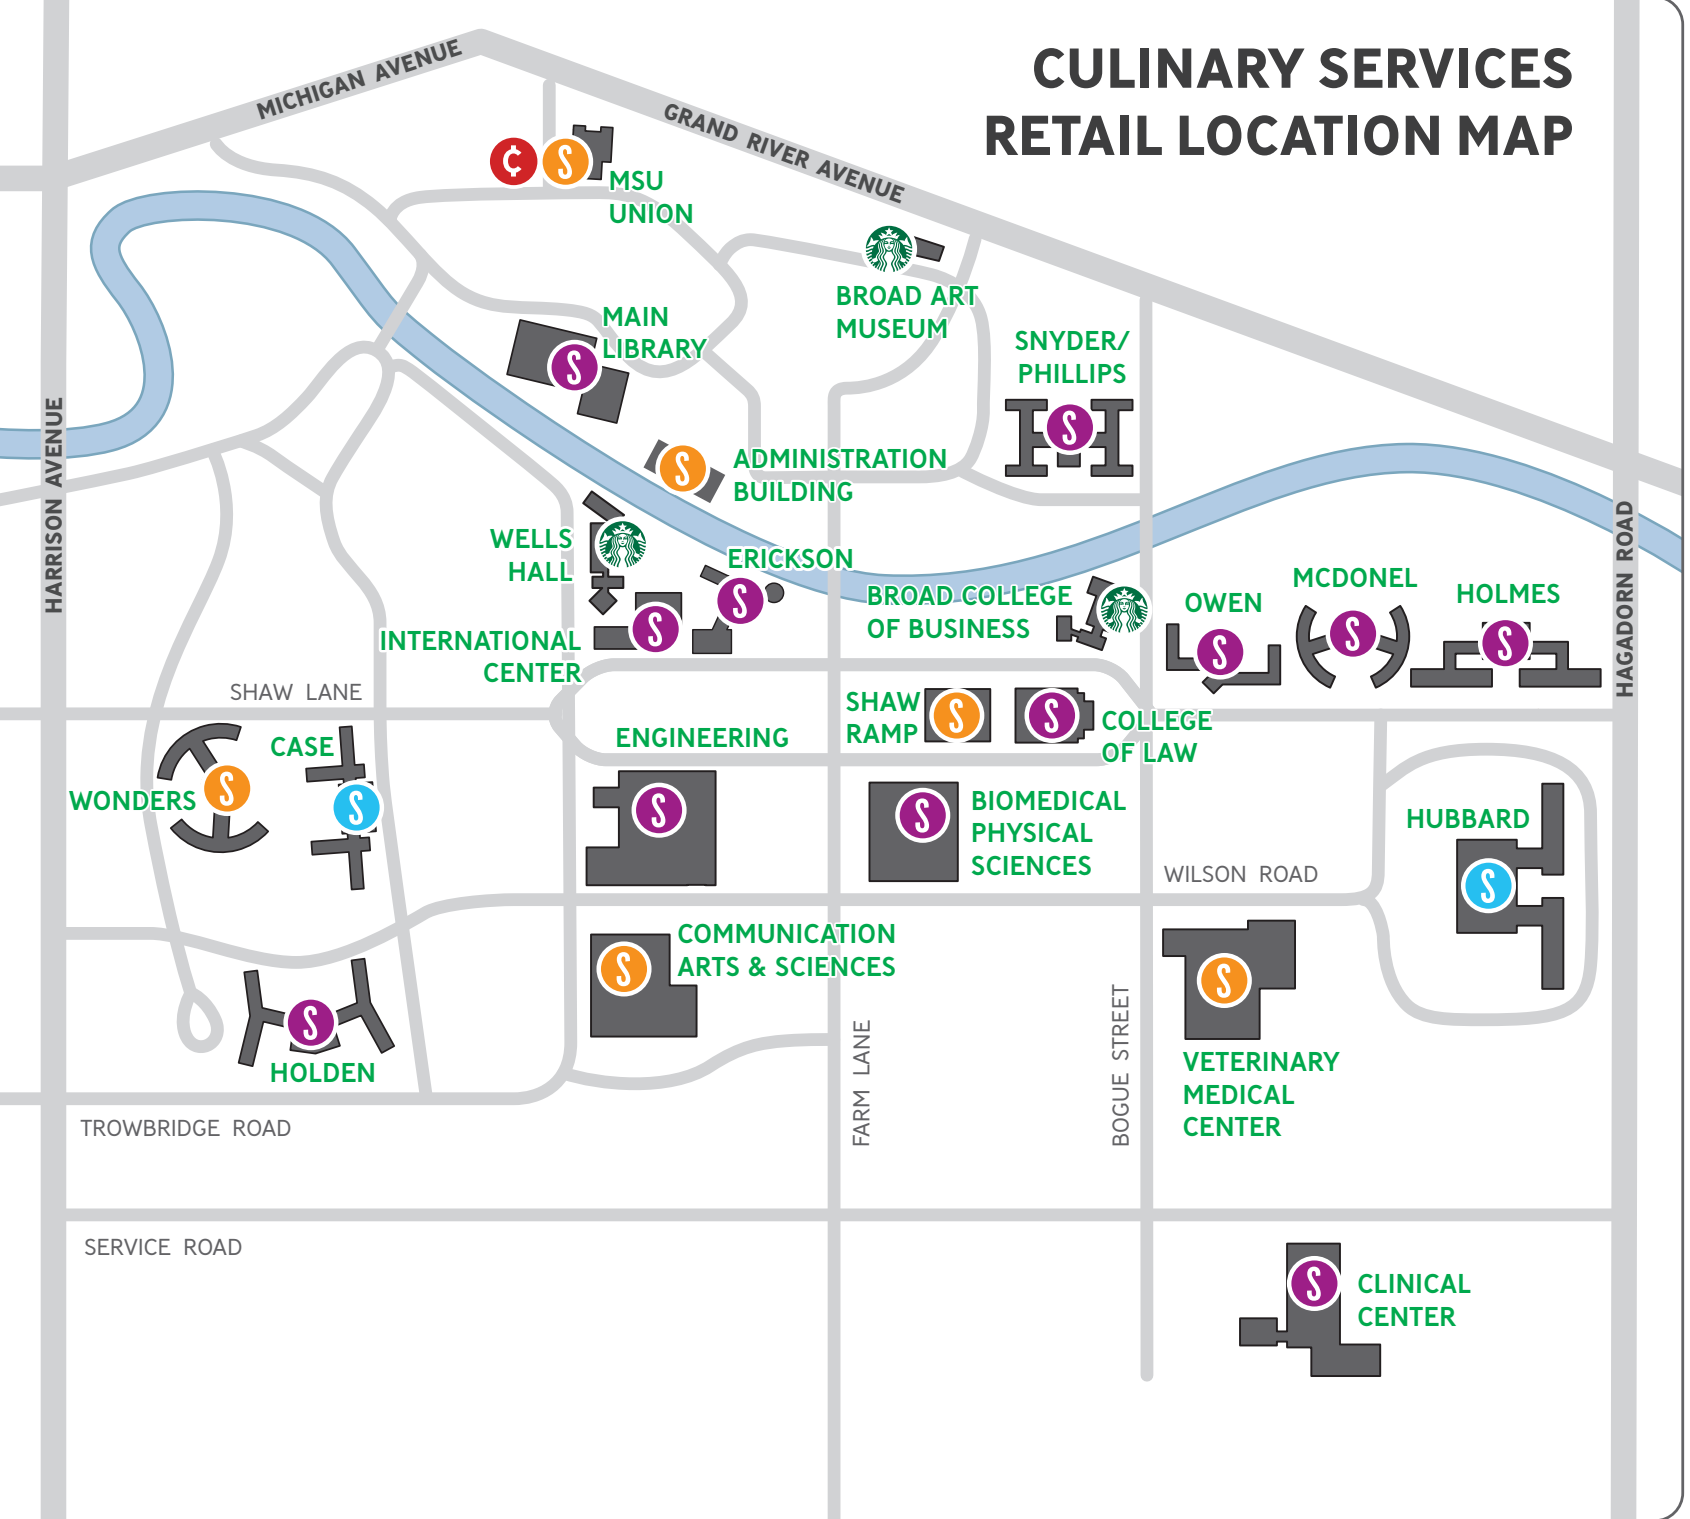 CULINARY SERVICES
RETAIL LOCATION MAP
MICHIGAN AVENUE
GRAND RIVER AVENUE
¢
S
MSU
UNION
BROAD ART
MUSEUM
MAIN
LIBRARY
S
SNYDER/
PHILLIPS
S
HARRISON AVENUE
ADMINISTRATION
BUILDING
S
WELLS
HALL
ERICKSON
S
INTERNATIONAL
CENTER
S
BROAD COLLEGE
OF BUSINESS
OWEN
S
MCDONEL
S
HOLMES
S
HAGADORN ROAD
SHAW LANE
SHAW
RAMP
S
S
COLLEGE
OF LAW
ENGINEERING
S
CASE
S
WONDERS
S
S
BIOMEDICAL
PHYSICAL
SCIENCES
HUBBARD
S
WILSON ROAD
COMMUNICATION
ARTS & SCIENCES
S
S
VETERINARY
MEDICAL
CENTER
S
HOLDEN
FARM LANE
BOGUE STREET
TROWBRIDGE ROAD
SERVICE ROAD
S
CLINICAL
CENTER